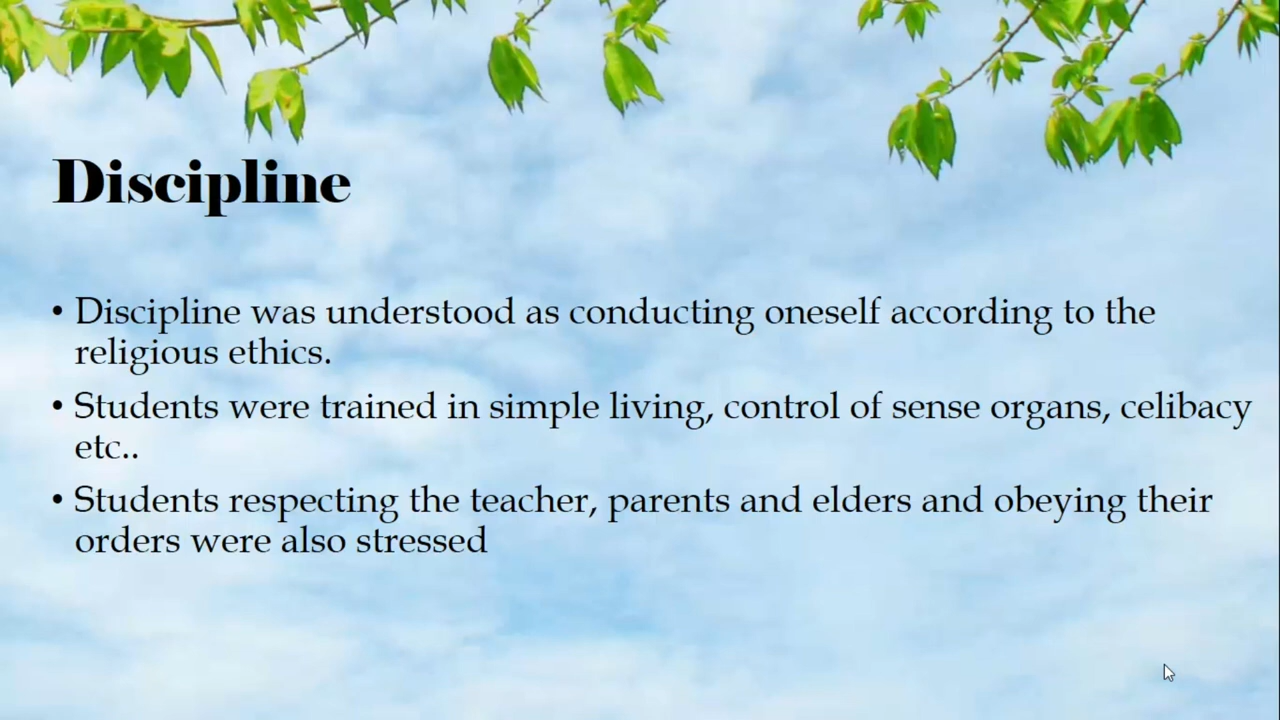 Discipline
• Discipline was understood as conducting oneself according to the
religious ethics.
• Students were trained in simple living, control of sense organs, celibacy
etc..
• Students respecting the teacher, parents and elders and obeying their
orders were also stressed